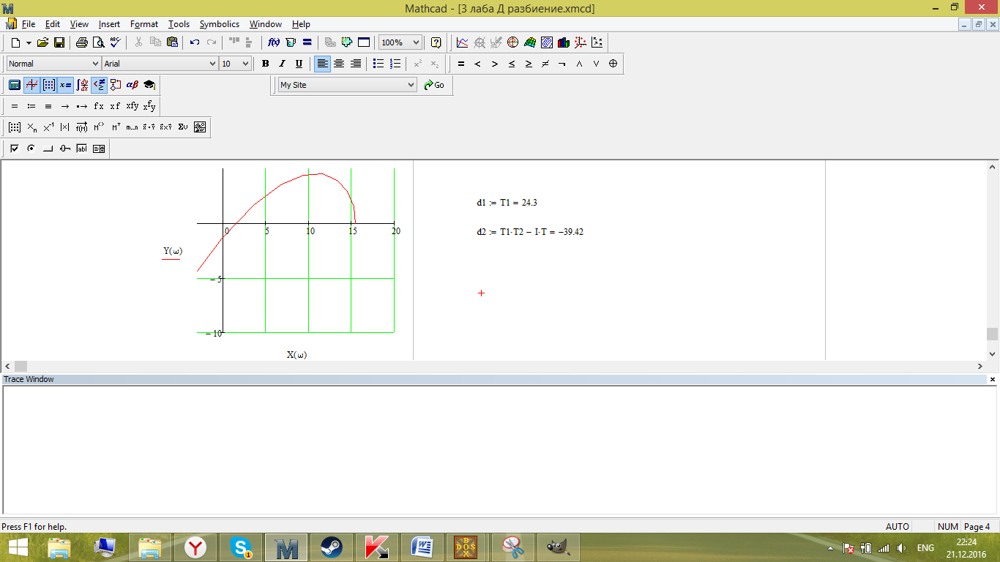 Mathcad - [3 лаба Д разбиение.xmcd]
File Edit View Insert Format Tools Symbolics Window Help
100%
Normal Arial 10 B I U
My Site Go
d1 := T1 = 24.3
d2 := T1·T2 − I·T = −39.42
0 5 10 15 20
Y(ω)
−5
−10
X(ω)
Trace Window
Press F1 for help. AUTO NUM Page 4
ENG 22:24
21.12.2016